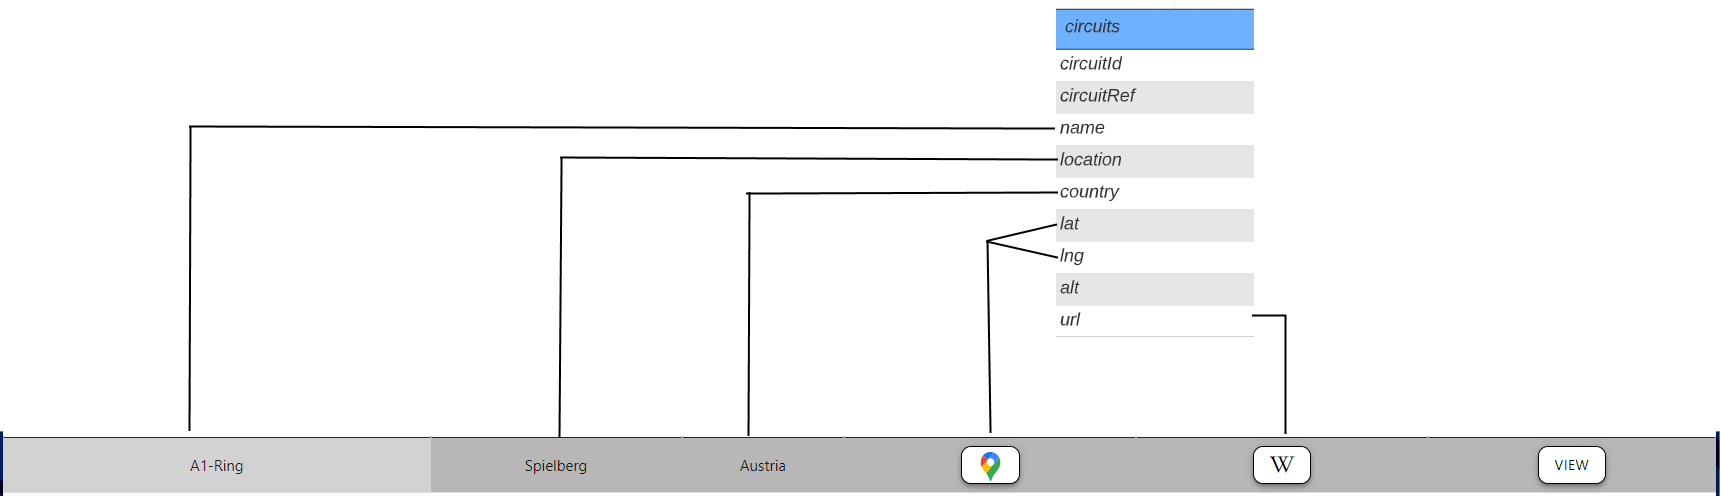 circuits
circuitId
circuitRef
name
location
country
lat
lng
alt
url
A1-Ring Spielberg Austria W VIEW